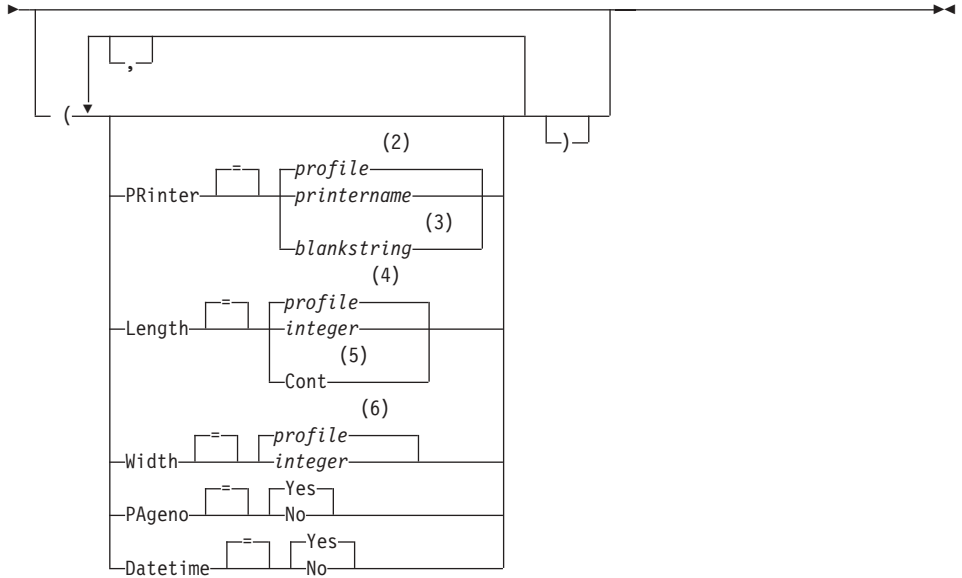 ,
(
)
(2)
=
profile
PRinter
printername
(3)
blankstring
(4)
=
profile
Length
integer
(5)
Cont
(6)
=
profile
Width
integer
=
Yes
PAgeno
No
=
Yes
Datetime
No